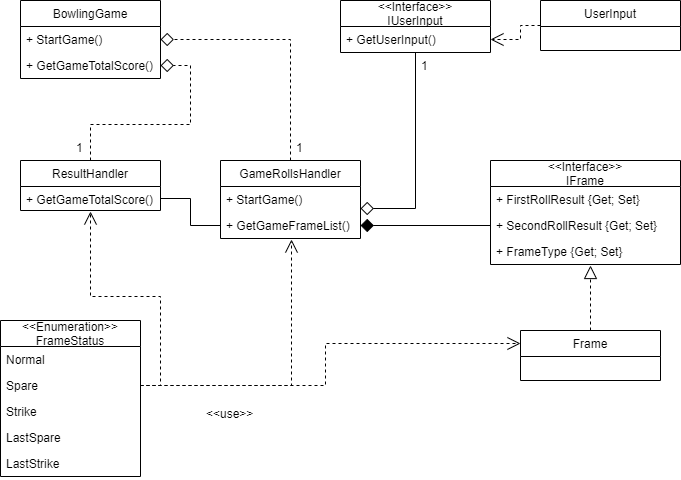 BowlingGame
+ StartGame()
+ GetGameTotalScore()
<<Interface>>
IUserInput
+ GetUserInput()
UserInput
1
1
1
ResultHandler
+ GetGameTotalScore()
GameRollsHandler
+ StartGame()
+ GetGameFrameList()
<<Interface>>
IFrame
+ FirstRollResult {Get; Set}
+ SecondRollResult {Get; Set}
+ FrameType {Get; Set}
<<Enumeration>>
FrameStatus
Normal
Spare
Strike
LastSpare
LastStrike
<<use>>
Frame